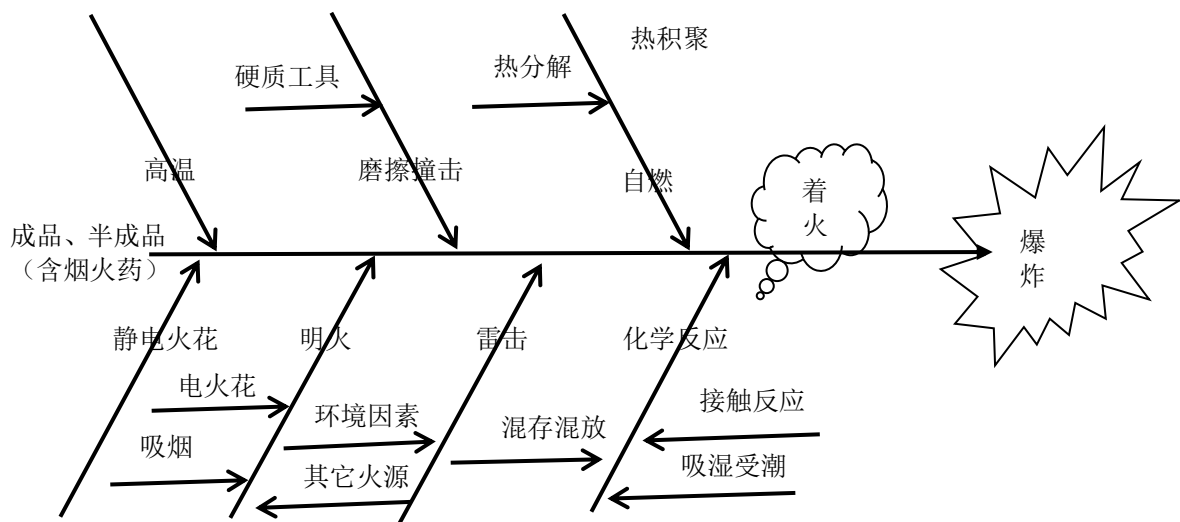 热积聚
热分解
硬质工具
高温
磨擦撞击
自燃
着
火
成品、半成品
（含烟火药）
爆
炸
静电火花
明火
雷击
化学反应
电火花
环境因素
混存混放
接触反应
吸烟
其它火源
吸湿受潮